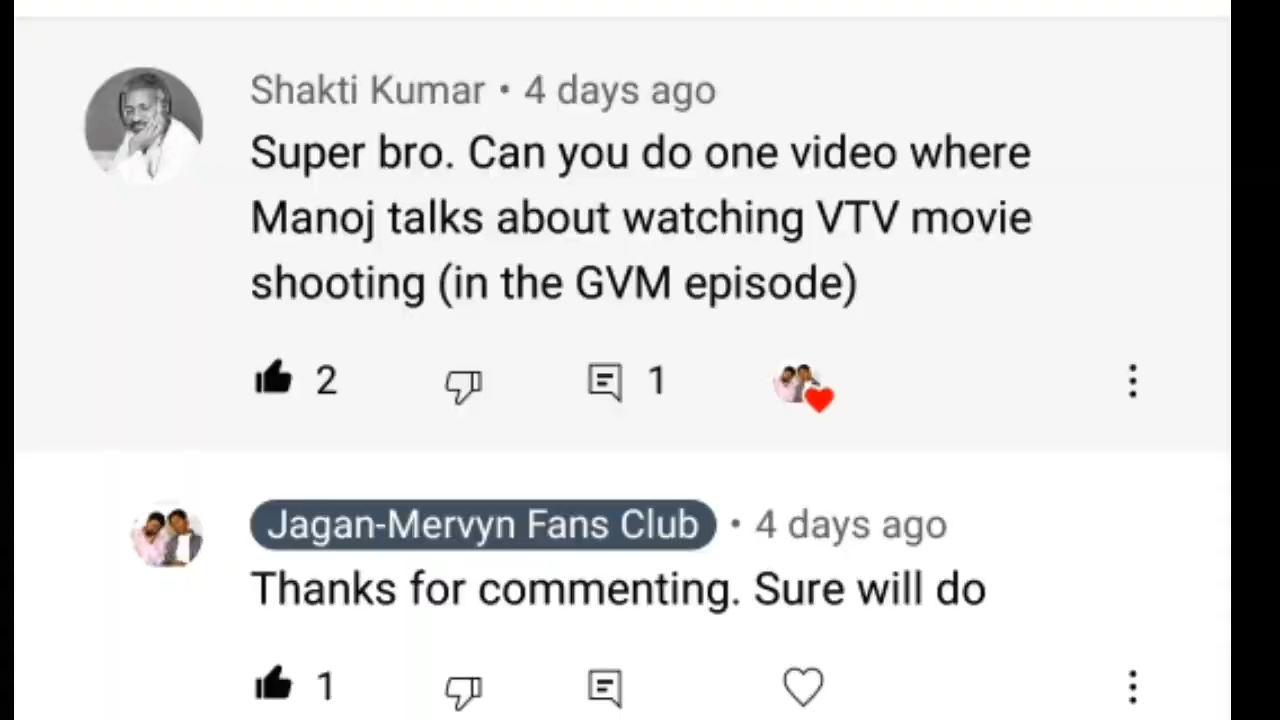 Shakti Kumar • 4 days ago
Super bro. Can you do one video where
Manoj talks about watching VTV movie
shooting (in the GVM episode)
2 1
Jagan-Mervyn Fans Club • 4 days ago
Thanks for commenting. Sure will do
1